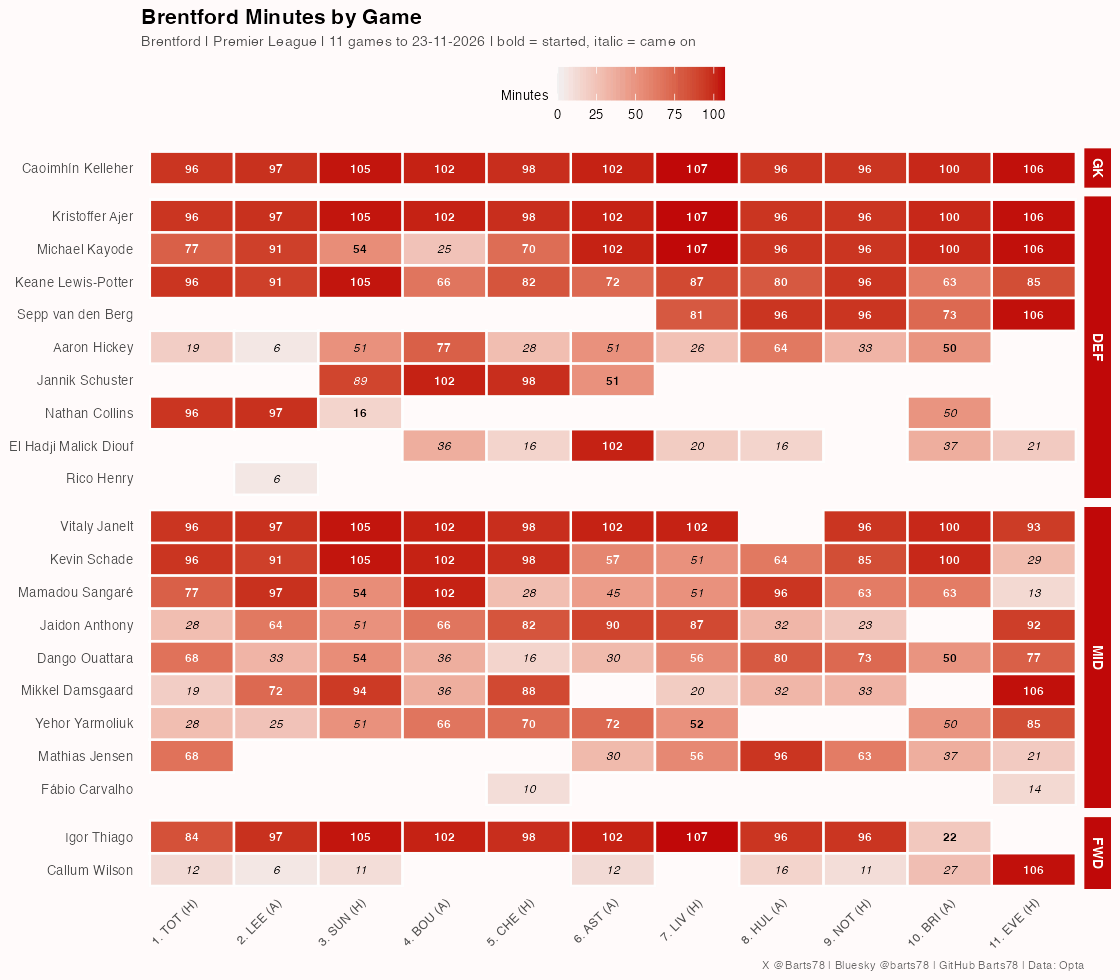 Brentford Minutes by Game
Brentford | Premier League | 11 games to 23-11-2026 | bold = started, italic = came on
Minutes
0 25 50 75 100
Caoimhín Kelleher 96 97 105 102 98 102 107 96 96 100 106
GK
Kristoffer Ajer 96 97 105 102 98 102 107 96 96 100 106
Michael Kayode 77 91 54 25 70 102 107 96 96 100 106
Keane Lewis-Potter 96 91 105 66 82 72 87 80 96 63 85
Sepp van den Berg 81 96 96 73 106
Aaron Hickey 19 6 51 77 28 51 26 64 33 50
Jannik Schuster 89 102 98 51
Nathan Collins 96 97 16 50
El Hadji Malick Diouf 36 16 102 20 16 37 21
Rico Henry 6
DEF
Vitaly Janelt 96 97 105 102 98 102 102 96 100 93
Kevin Schade 96 91 105 102 98 57 51 64 85 100 29
Mamadou Sangaré 77 97 54 102 28 45 51 96 63 63 13
Jaidon Anthony 28 64 51 66 82 90 87 32 23 92
Dango Ouattara 68 33 54 36 16 30 56 80 73 50 77
Mikkel Damsgaard 19 72 94 36 88 20 32 33 106
Yehor Yarmoliuk 28 25 51 66 70 72 52 50 85
Mathias Jensen 68 30 56 96 63 37 21
Fábio Carvalho 10 14
MID
Igor Thiago 84 97 105 102 98 102 107 96 96 22
Callum Wilson 12 6 11 12 16 11 27 106
FWD
1. TOT (H) 2. LEE (A) 3. SUN (H) 4. BOU (A) 5. CHE (H) 6. AST (A) 7. LIV (H) 8. HUL (A) 9. NOT (H) 10. BRI (A) 11. EVE (H)
X @Barts78 | Bluesky @barts78 | GitHub Barts78 | Data: Opta